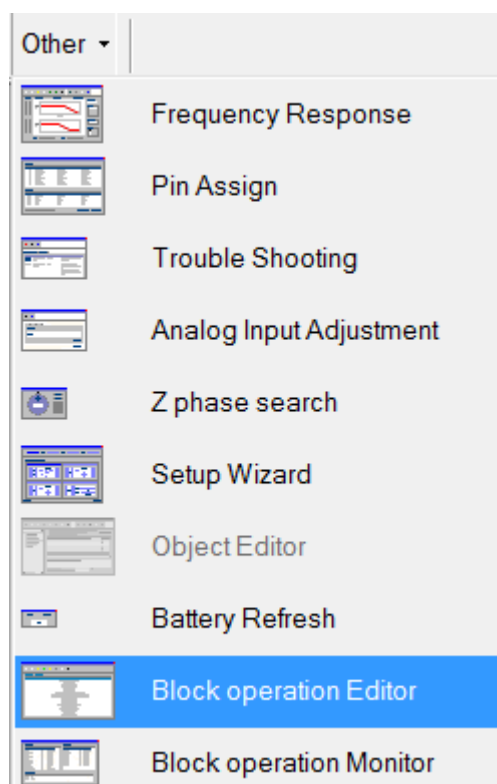 Other
Frequency Response
Pin Assign
Trouble Shooting
Analog Input Adjustment
Z phase search
Setup Wizard
Object Editor
Battery Refresh
Block operation Editor
Block operation Monitor